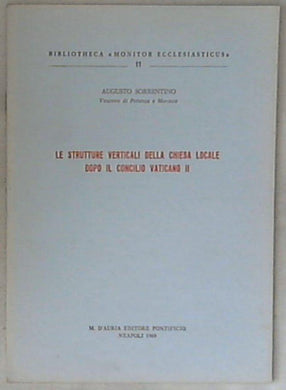 BIBLIOTHECA «MONITOR ECCLESIASTICUS»
11
AUGUSTO SORRENTINO
Vescovo di Potenza e Marsico
LE STRUTTURE VERTICALI DELLA CHIESA LOCALE
DOPO IL CONCILIO VATICANO II
M. D'AURIA EDITORE PONTIFICIO
NEAPOLI 1969